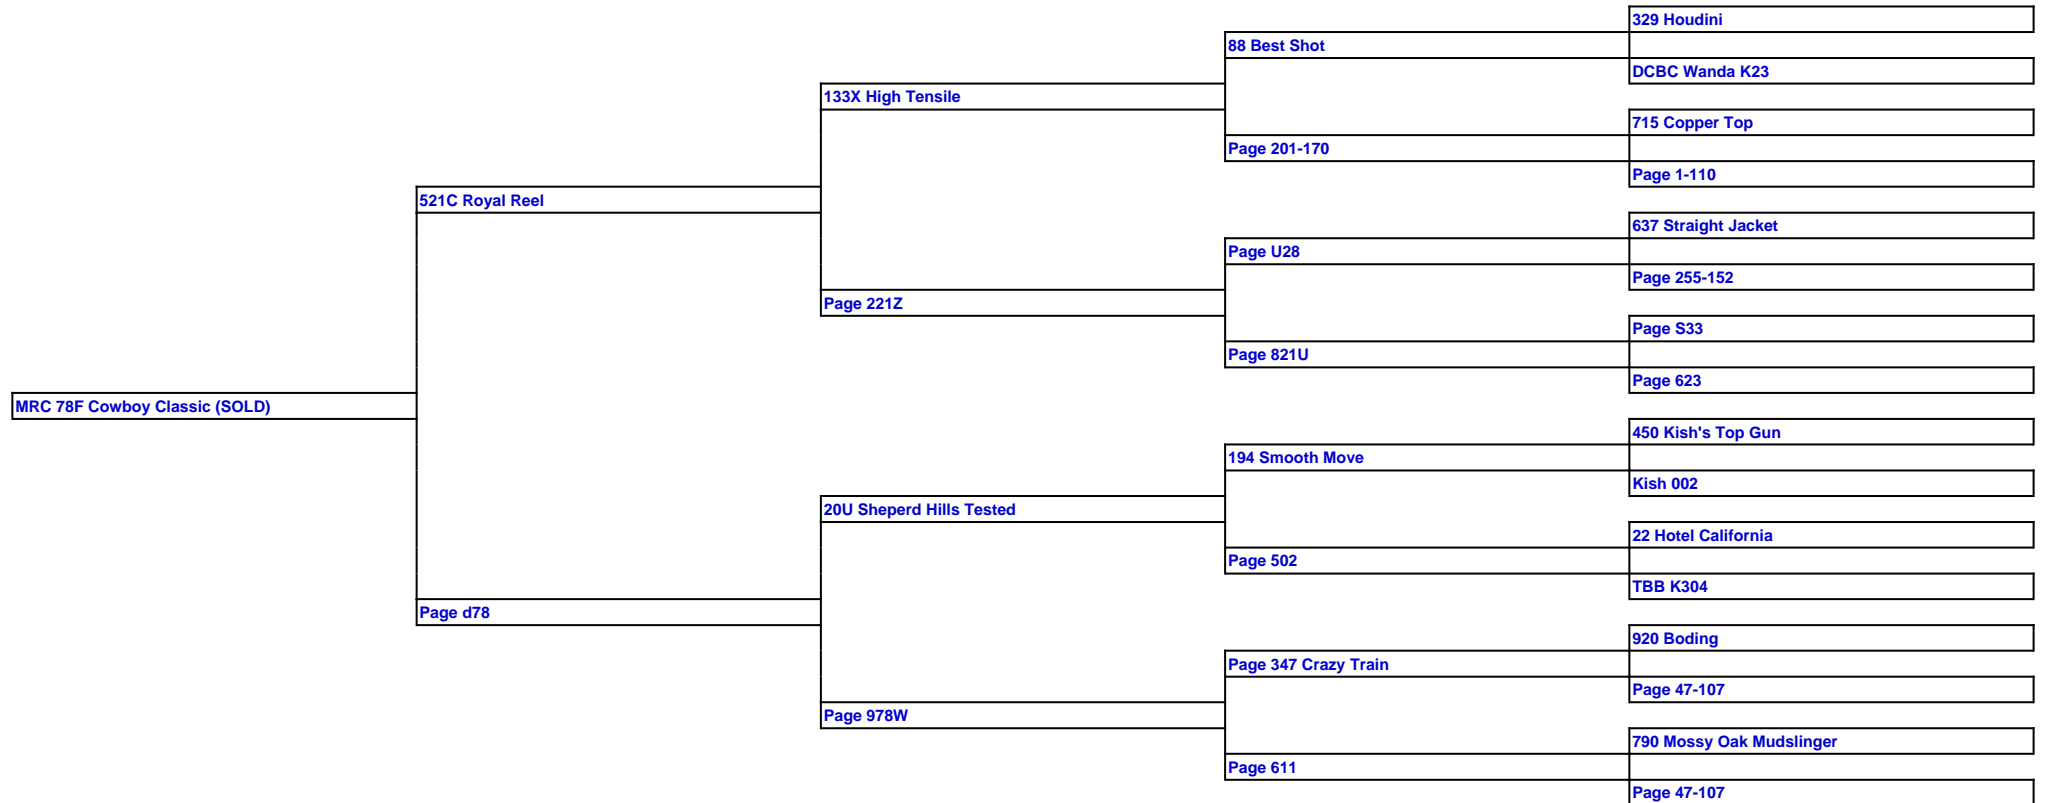 329 Houdini
88 Best Shot
DCBC Wanda K23
133X High Tensile
715 Copper Top
Page 201-170
Page 1-110
521C Royal Reel
637 Straight Jacket
Page U28
Page 255-152
Page 221Z
Page S33
Page 821U
Page 623
MRC 78F Cowboy Classic (SOLD)
450 Kish's Top Gun
194 Smooth Move
Kish 002
20U Sheperd Hills Tested
22 Hotel California
Page 502
TBB K304
Page d78
920 Boding
Page 347 Crazy Train
Page 47-107
Page 978W
790 Mossy Oak Mudslinger
Page 611
Page 47-107